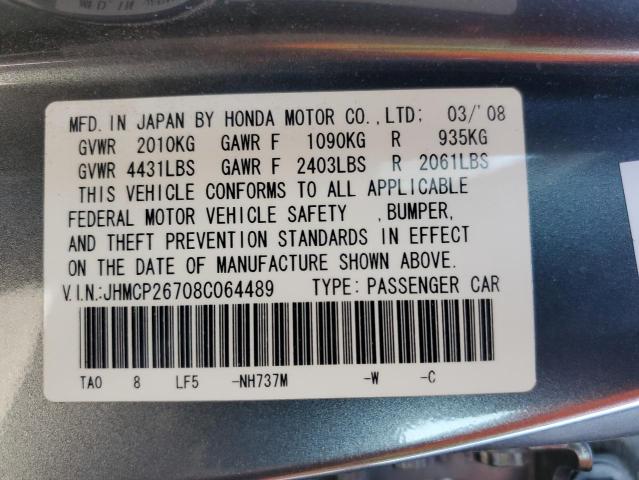 MFD. IN JAPAN BY HONDA MOTOR CO.,LTD; 03/'08
GVWR 2010KG GAWR F 1090KG R 935KG
GVWR 4431LBS GAWR F 2403LBS R 2061LBS
THIS VEHICLE CONFORMS TO ALL APPLICABLE
FEDERAL MOTOR VEHICLE SAFETY ,BUMPER,
AND THEFT PREVENTION STANDARDS IN EFFECT
ON THE DATE OF MANUFACTURE SHOWN ABOVE.
V.I.N.:JHMCP26708C064489 TYPE:PASSENGER CAR
TA0 8 LF5 -NH737M -W -C